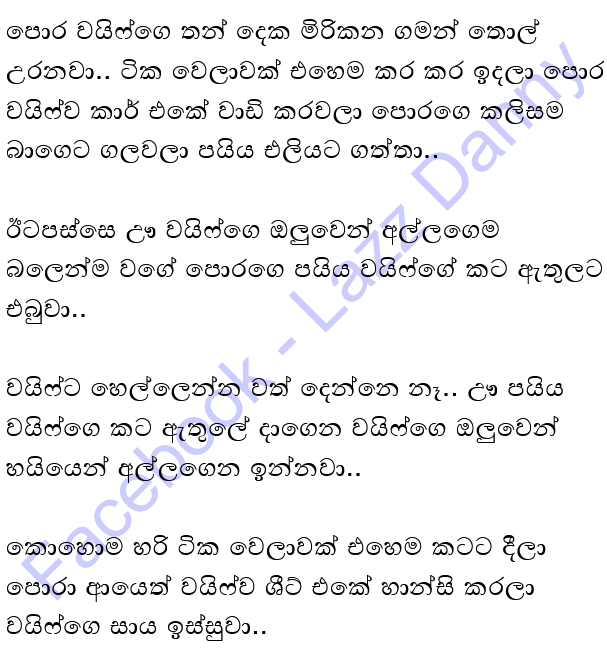 පොර වයිෆ්ගෙ තන් දෙක මිරිකන ගමන් තොල්
උරනවා.. ටික වෙලාවක් එහෙම කර කර ඉදලා පොර
වයිෆ්ව කාර් එකේ වාඩි කරවලා පොරගෙ කලිසම
බාගෙට ගලවලා පයිය එලියට ගත්තා..
ඊටපස්සෙ ඌ වයිෆ්ගෙ ඔලුවෙන් අල්ලගෙම
බලෙන්ම වගේ පොරගෙ පයිය වයිෆ්ගේ කට ඇතුලට
එබුවා..
වයිෆ්ට හෙල්ලෙන්න වත් දෙන්නෙ නෑ.. ඌ පයිය
වයිෆ්ගෙ කට ඇතුලේ දාගෙන වයිෆ්ගෙ ඔලුවෙන්
හයියෙන් අල්ලගෙන ඉන්නවා..
කොහොම හරි ටික වෙලාවක් එහෙම කටට දීලා
පොරා ආයෙත් වයිෆ්ව ශීට් එකේ හාන්සි කරලා
වයිෆ්ගෙ සාය ඉස්සුවා..
Facebook - Lazz Danny